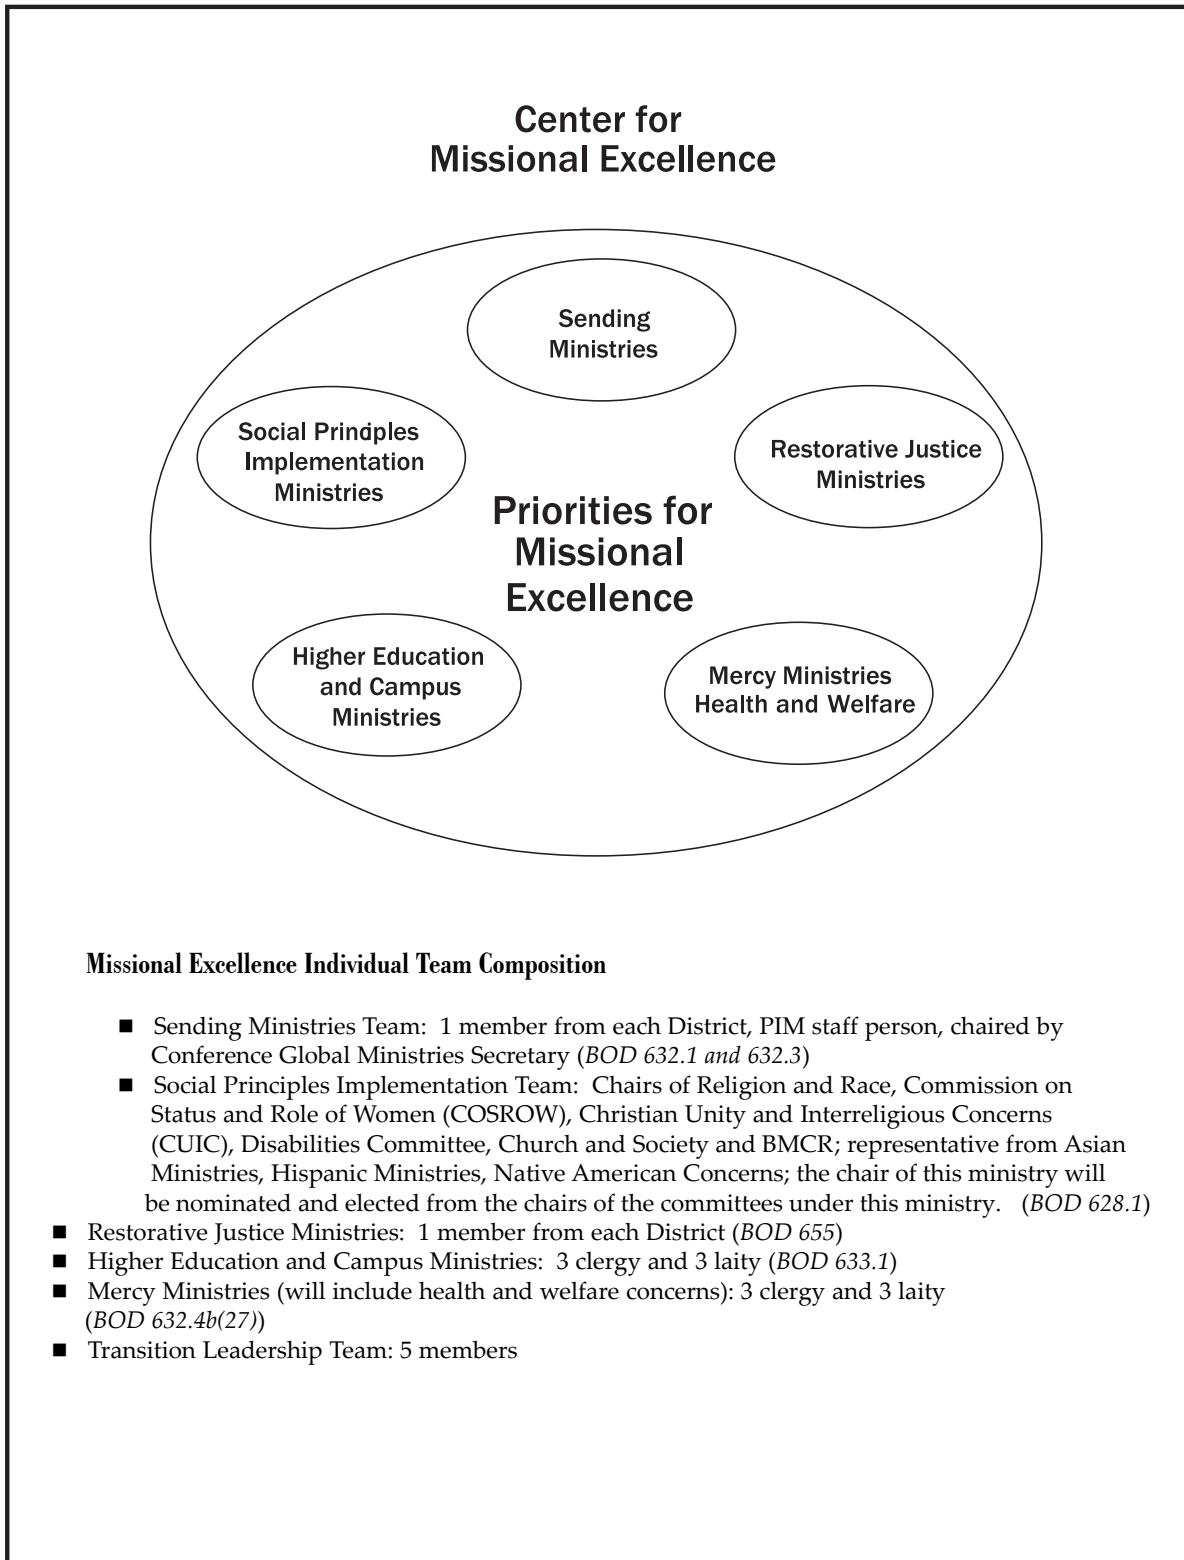 Center for
Missional Excellence
Sending
Ministries
Social Principles
Implementation
Ministries
Restorative Justice
Ministries
Priorities for
Missional
Excellence
Higher Education
and Campus
Ministries
Mercy Ministries
Health and Welfare
Missional Excellence Individual Team Composition
■ Sending Ministries Team: 1 member from each District, PIM staff person, chaired by
Conference Global Ministries Secretary (BOD 632.1 and 632.3)
■ Social Principles Implementation Team: Chairs of Religion and Race, Commission on
Status and Role of Women (COSROW), Christian Unity and Interreligious Concerns
(CUIC), Disabilities Committee, Church and Society and BMCR; representative from Asian
Ministries, Hispanic Ministries, Native American Concerns; the chair of this ministry will
be nominated and elected from the chairs of the committees under this ministry. (BOD 628.1)
■ Restorative Justice Ministries: 1 member from each District (BOD 655)
■ Higher Education and Campus Ministries: 3 clergy and 3 laity (BOD 633.1)
■ Mercy Ministries (will include health and welfare concerns): 3 clergy and 3 laity
(BOD 632.4b(27))
■ Transition Leadership Team: 5 members